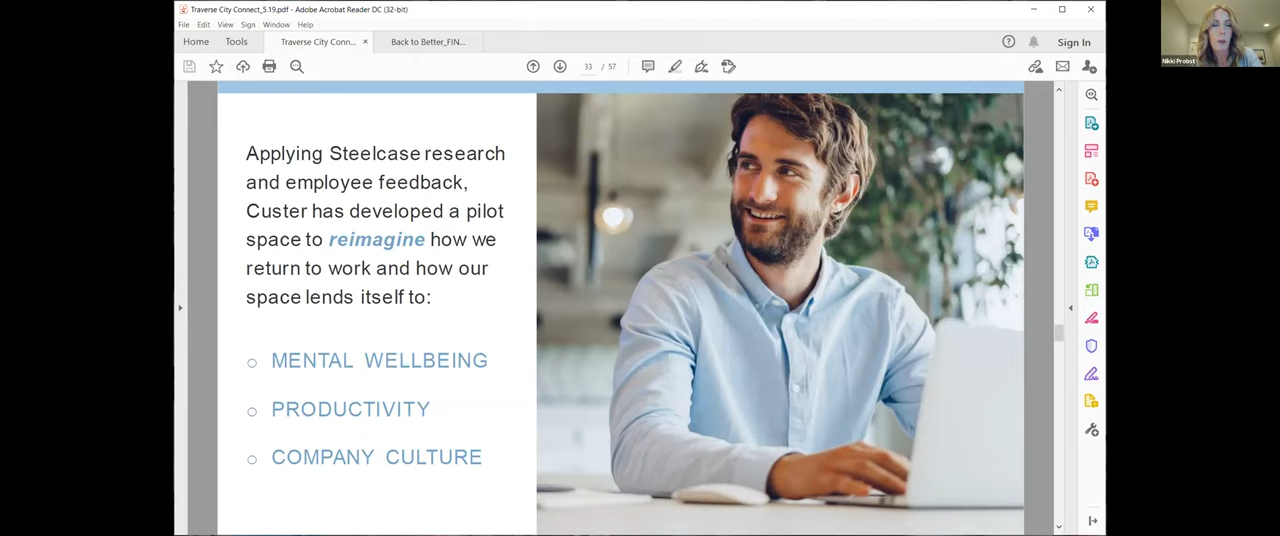 Traverse City Connect_5.19.pdf - Adobe Acrobat Reader DC (32-bit)
File Edit View Sign Window Help
Home Tools Traverse City Conn... × Back to Better_FIN... Sign In
33 / 57
Applying Steelcase research
and employee feedback,
Custer has developed a pilot
space to reimagine how we
return to work and how our
space lends itself to:
MENTAL WELLBEING
PRODUCTIVITY
COMPANY CULTURE
Nikki Probst